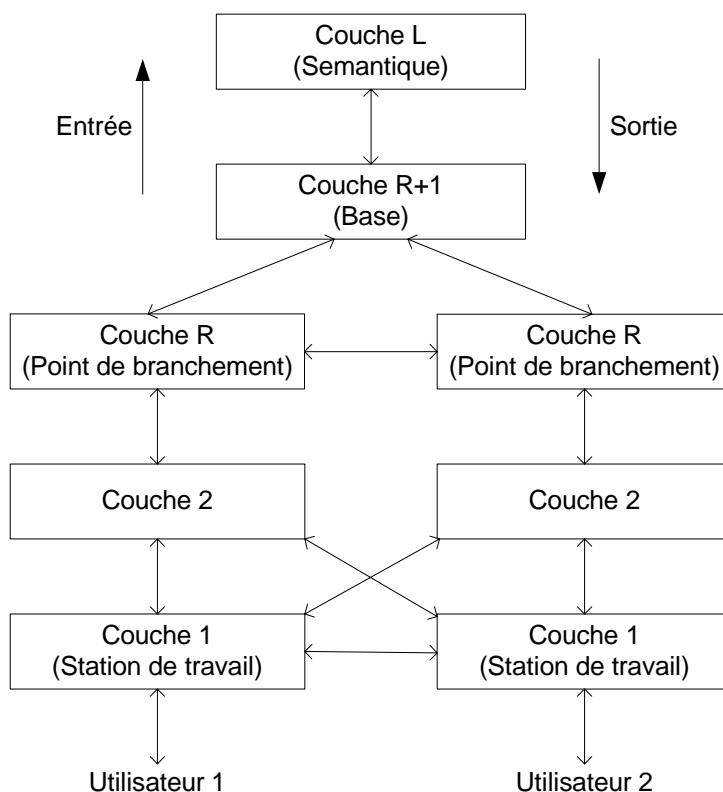 Couche L
(Semantique)
Entrée
Sortie
Couche R+1
(Base)
Couche R
(Point de branchement)
Couche R
(Point de branchement)
Couche 2
Couche 2
Couche 1
(Station de travail)
Couche 1
(Station de travail)
Utilisateur 1
Utilisateur 2